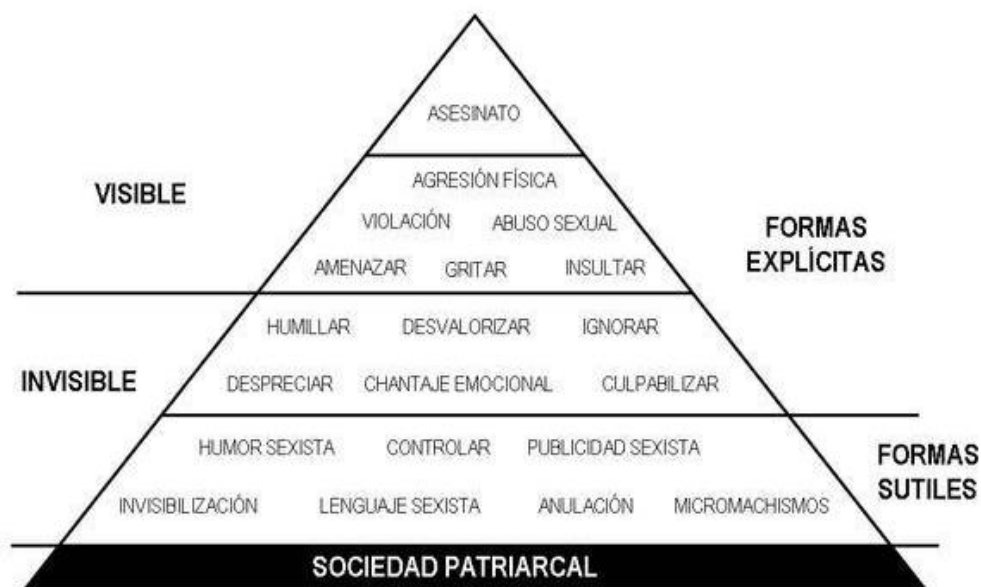 ASESINATO
AGRESIÓN FÍSICA
VISIBLE
VIOLACIÓN ABUSO SEXUAL
FORMAS
EXPLÍCITAS
AMENAZAR GRITAR INSULTAR
HUMILLAR DESVALORIZAR IGNORAR
INVISIBLE
DESPRECIAR CHANTAJE EMOCIONAL CULPABILIZAR
HUMOR SEXISTA CONTROLAR PUBLICIDAD SEXISTA
FORMAS
SUTILES
INVISIBILIZACIÓN LENGUAJE SEXISTA ANULACIÓN MICROMACHISMOS
SOCIEDAD PATRIARCAL